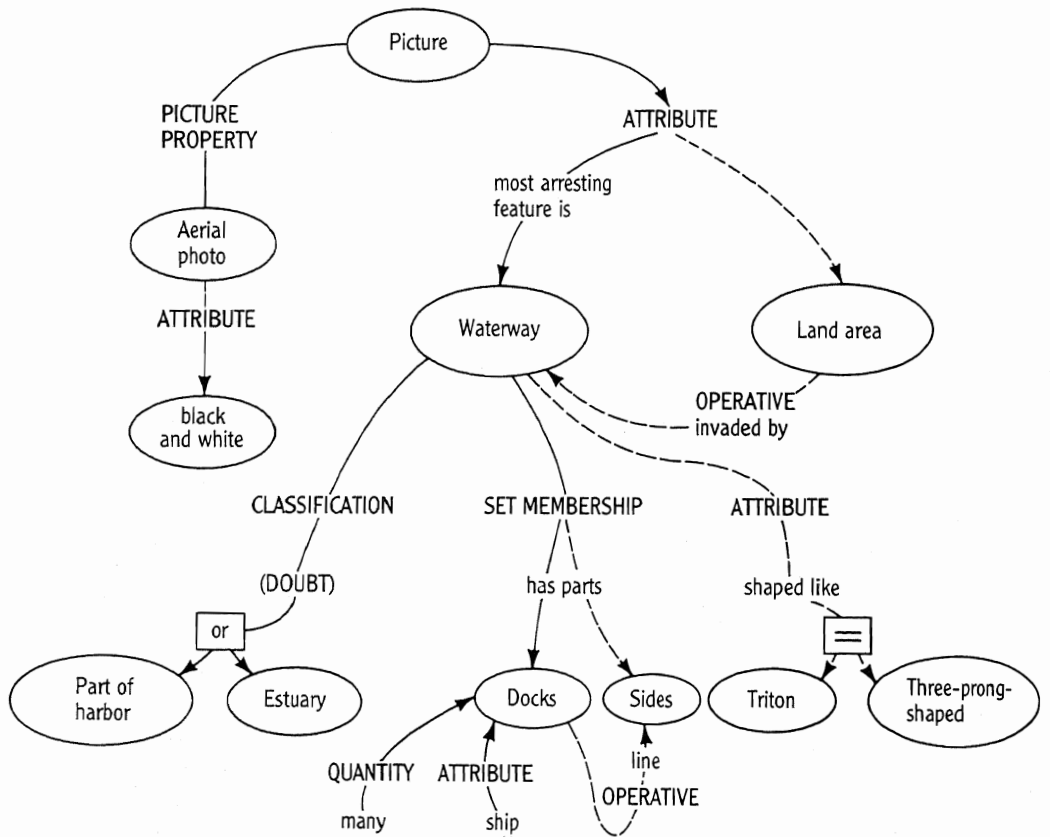 Picture
PICTURE
PROPERTY
ATTRIBUTE
most arresting
feature is
Aerial
photo
ATTRIBUTE
Waterway
Land area
black
and white
OPERATIVE
invaded by
CLASSIFICATION
SET MEMBERSHIP
ATTRIBUTE
(DOUBT)
has parts
shaped like
or
=
Part of
harbor
Estuary
Docks
Sides
Triton
Three-prong-
shaped
QUANTITY
many
ATTRIBUTE
ship
line
OPERATIVE